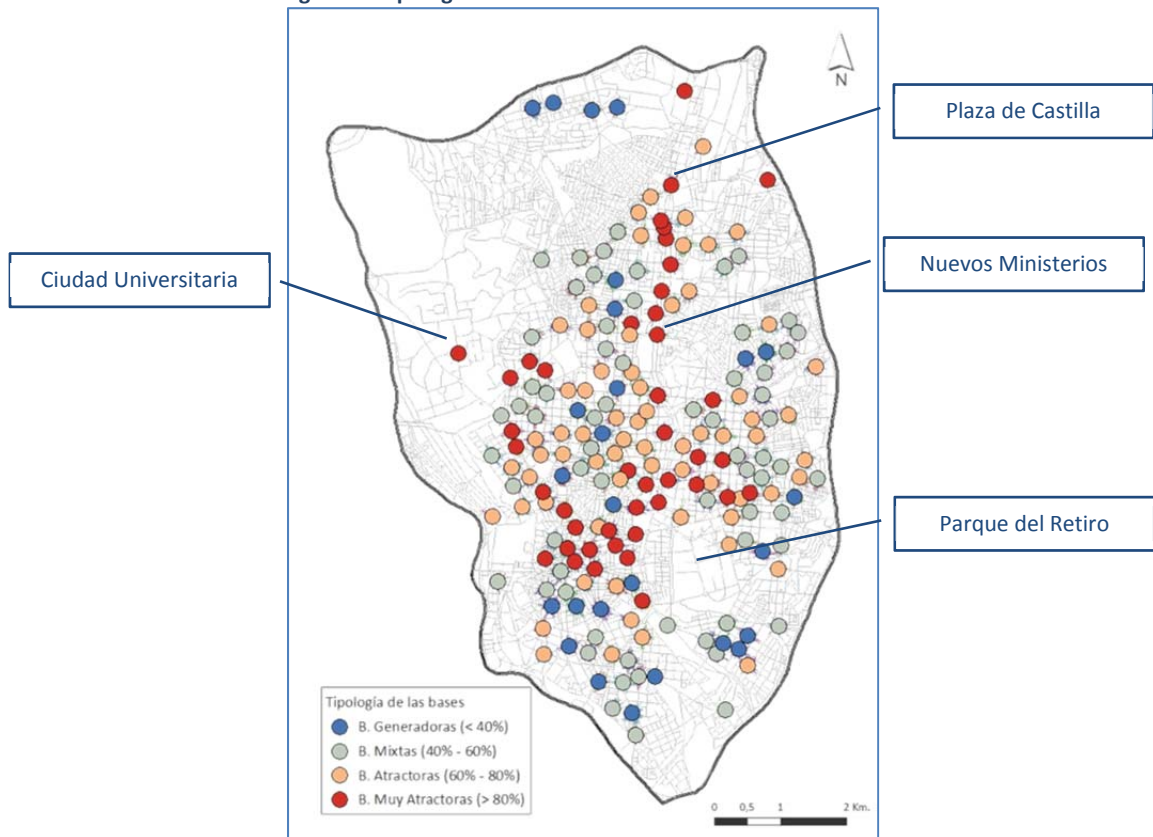 N
Plaza de Castilla
Ciudad Universitaria
Nuevos Ministerios
Parque del Retiro
Tipología de las bases
B. Generadoras (< 40%)
B. Mixtas (40% - 60%)
B. Atractoras (60% - 80%)
B. Muy Atractoras (> 80%)
0 0,5 1 2 Km.